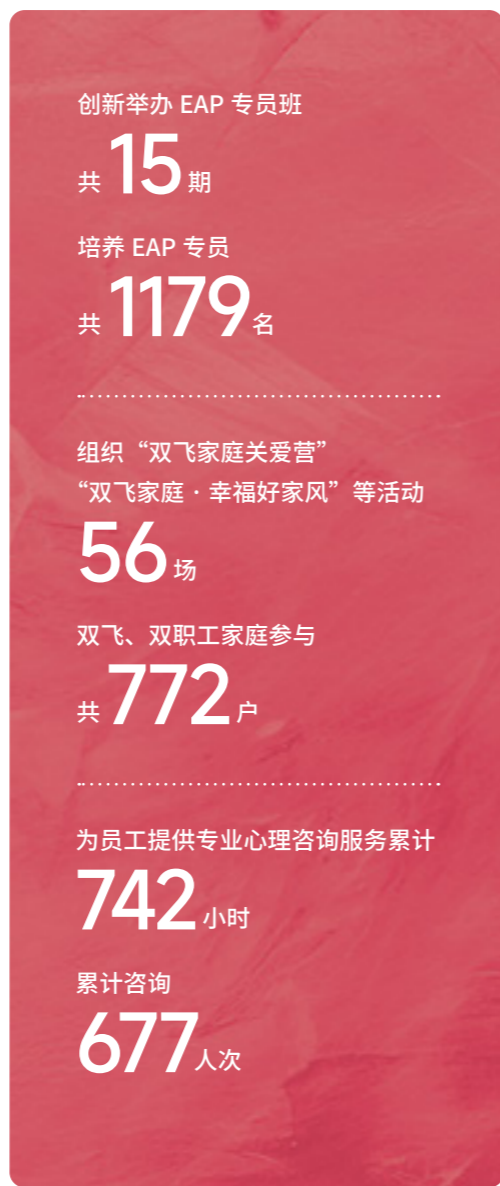 创新举办 EAP 专员班
共 15 期
培养 EAP 专员
共 1179 名
组织“双飞家庭关爱营”
“双飞家庭·幸福好家风”等活动
56 场
双飞、双职工家庭参与
共 772 户
为员工提供专业心理咨询服务累计
742 小时
累计咨询
677 人次